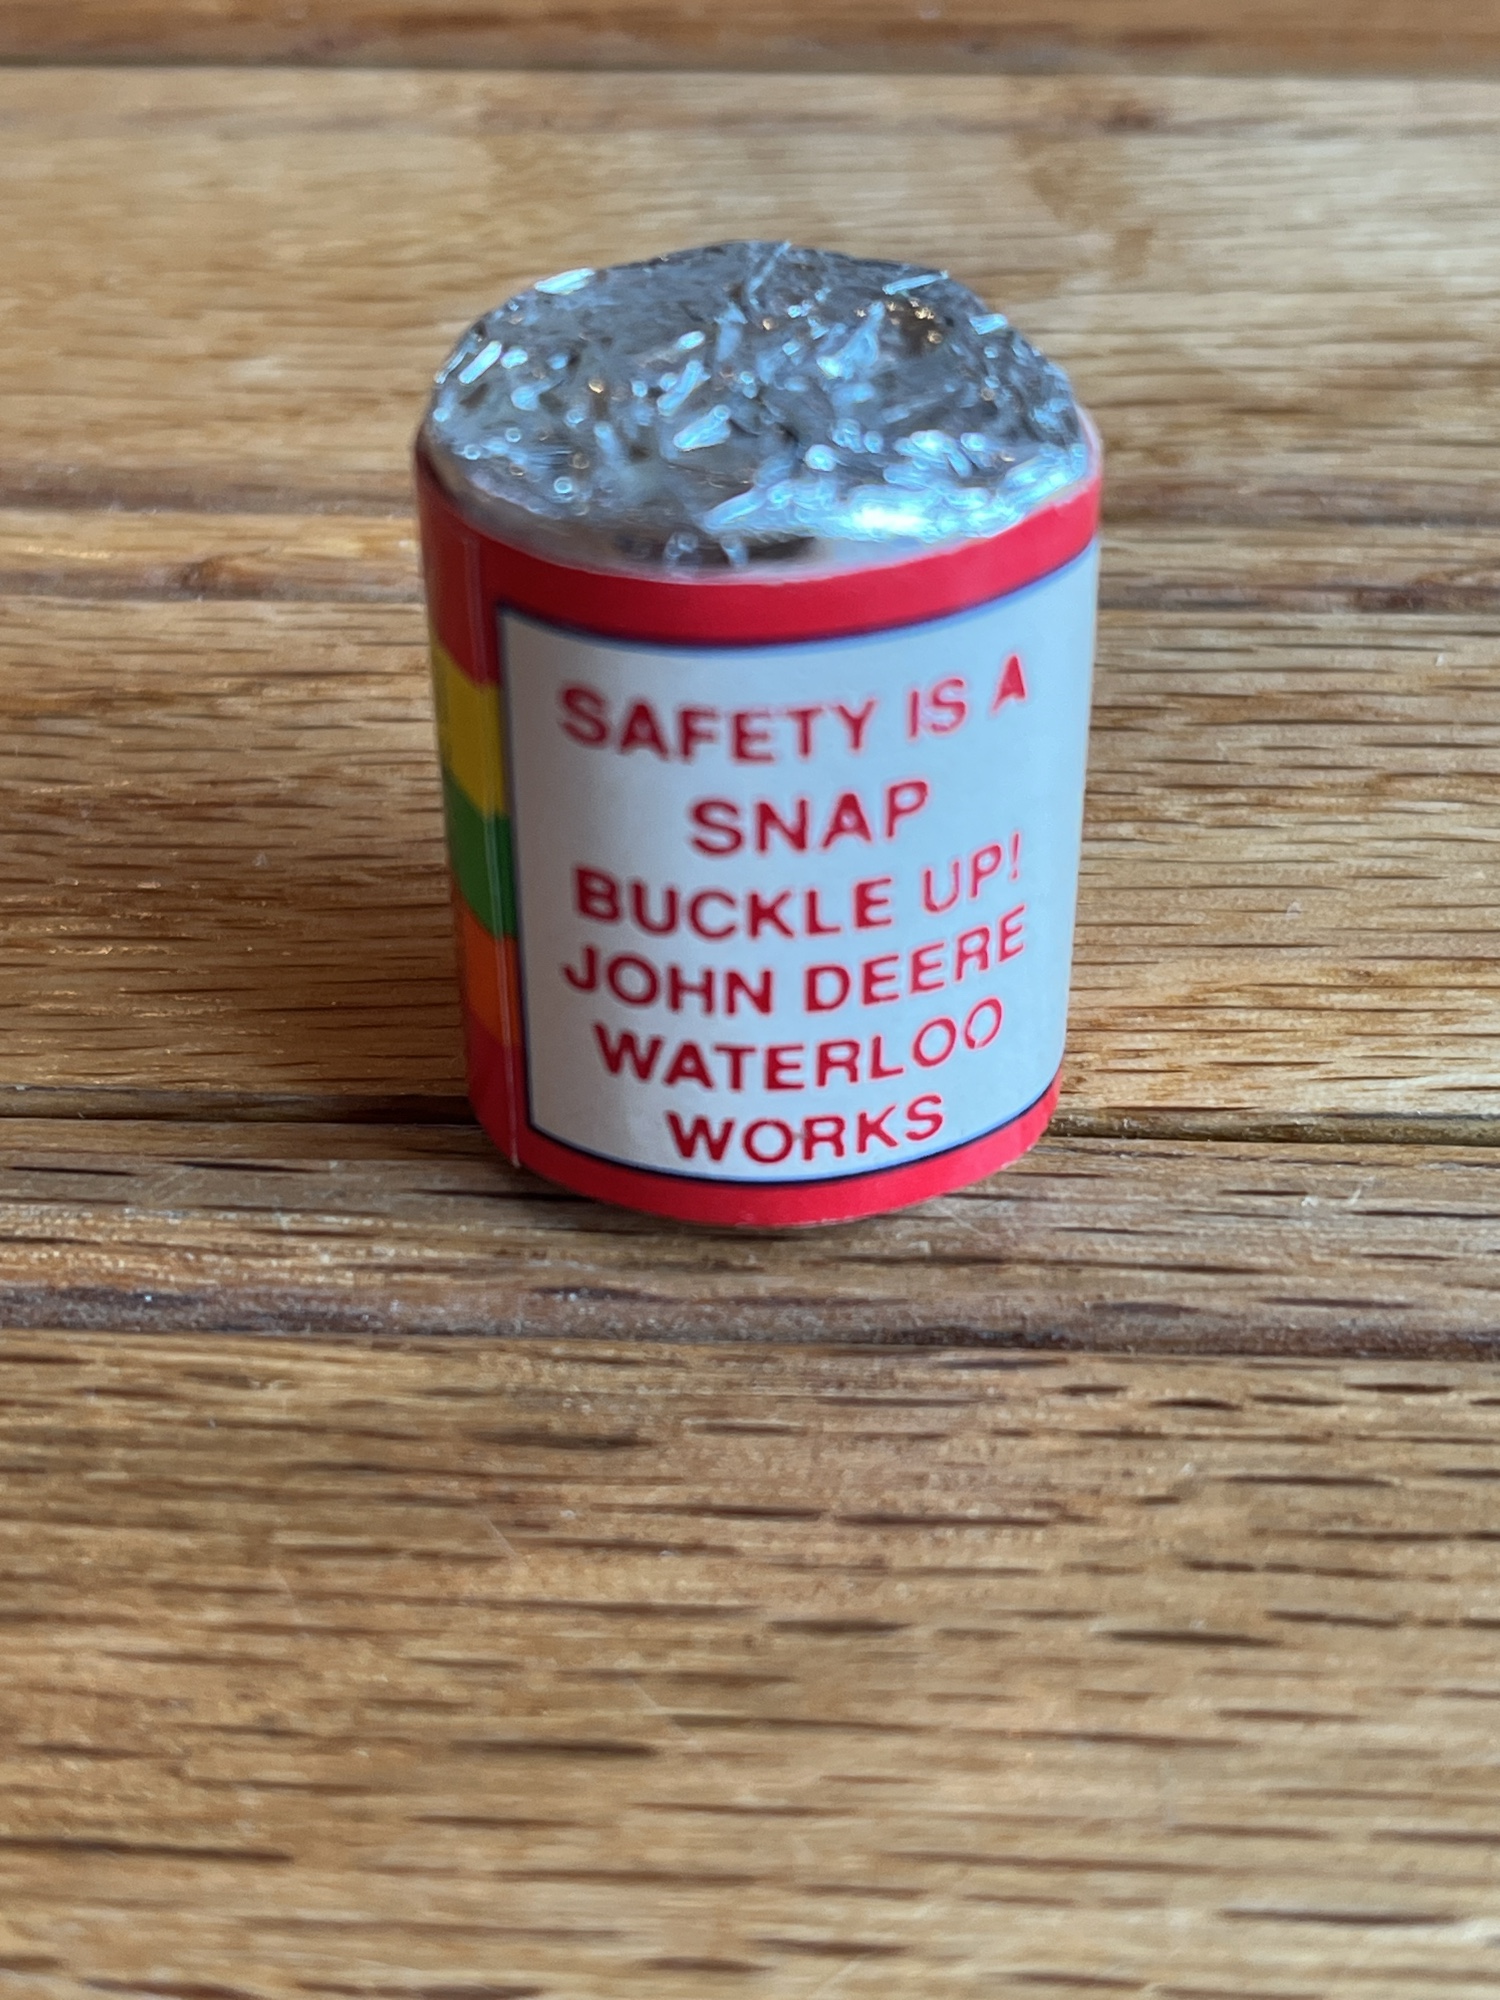 SAFETY IS A
SNAP
BUCKLE UP!
JOHN DEERE
WATERLOO
WORKS